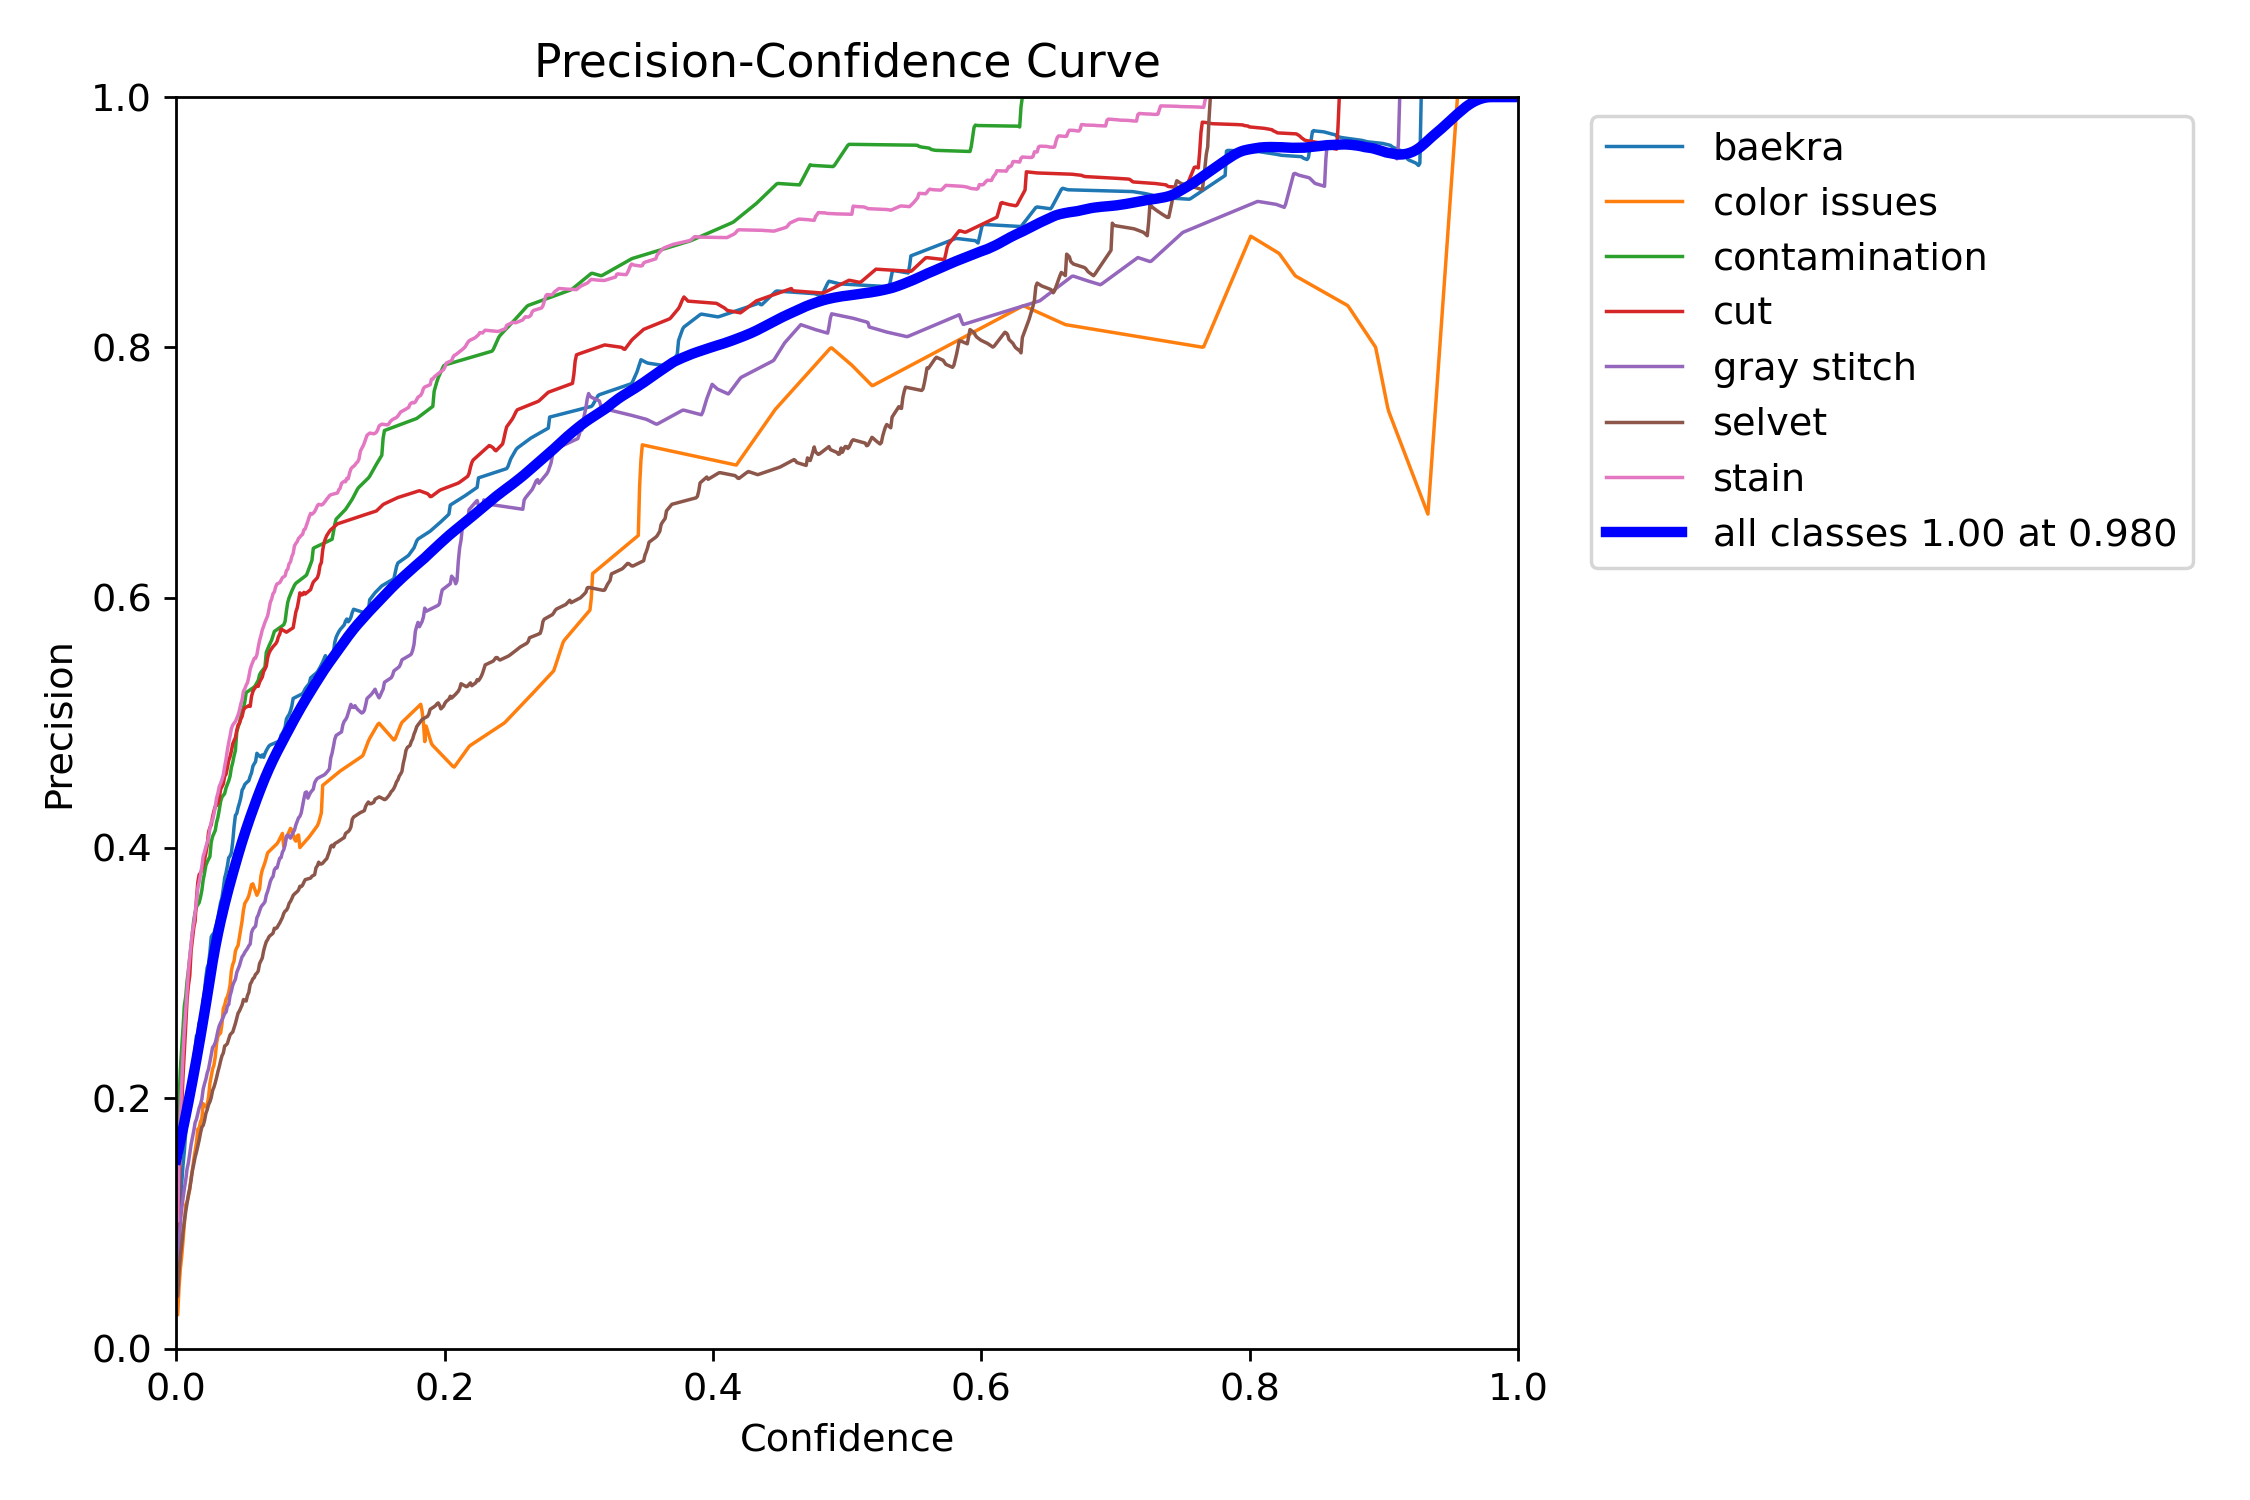 Precision-Confidence Curve
1.0
0.8
0.6
0.4
0.2
0.0
Precision
0.0 0.2 0.4 0.6 0.8 1.0
Confidence
baekra
color issues
contamination
cut
gray stitch
selvet
stain
all classes 1.00 at 0.980